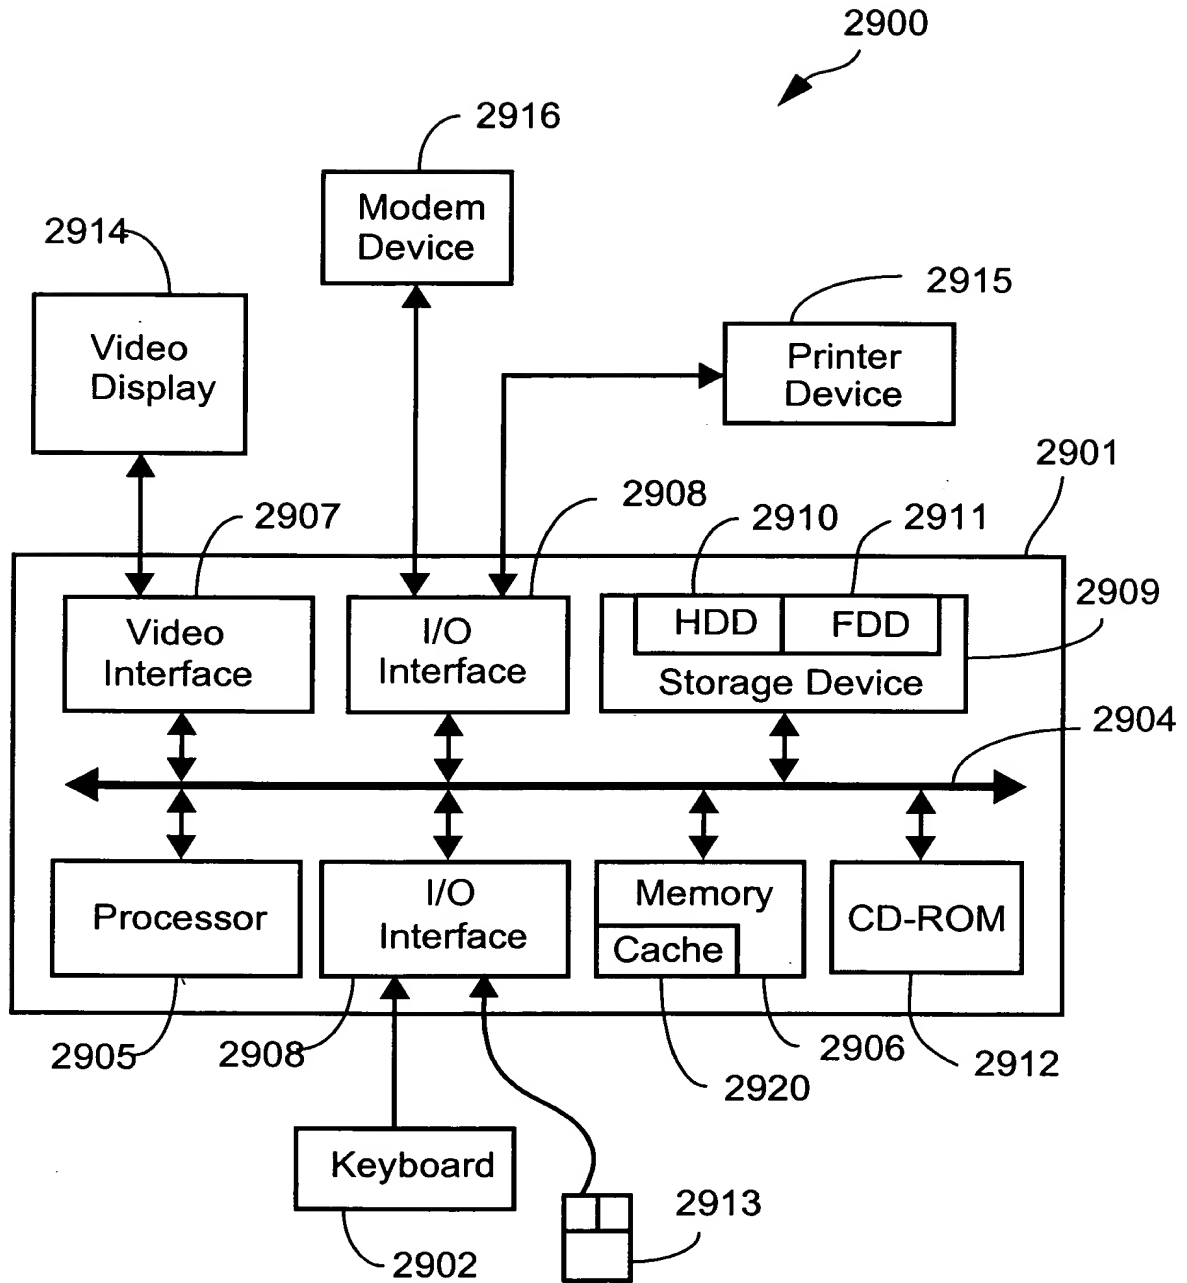 2900
2916
Modem
Device
2914
Video
Display
2915
Printer
Device
2901
2907
2908
2910
2911
2909
Video
Interface
I/O
Interface
HDD
FDD
Storage Device
2904
Processor
I/O
Interface
Memory
Cache
CD-ROM
2905
2908
2920
2906
2912
Keyboard
2902
2913